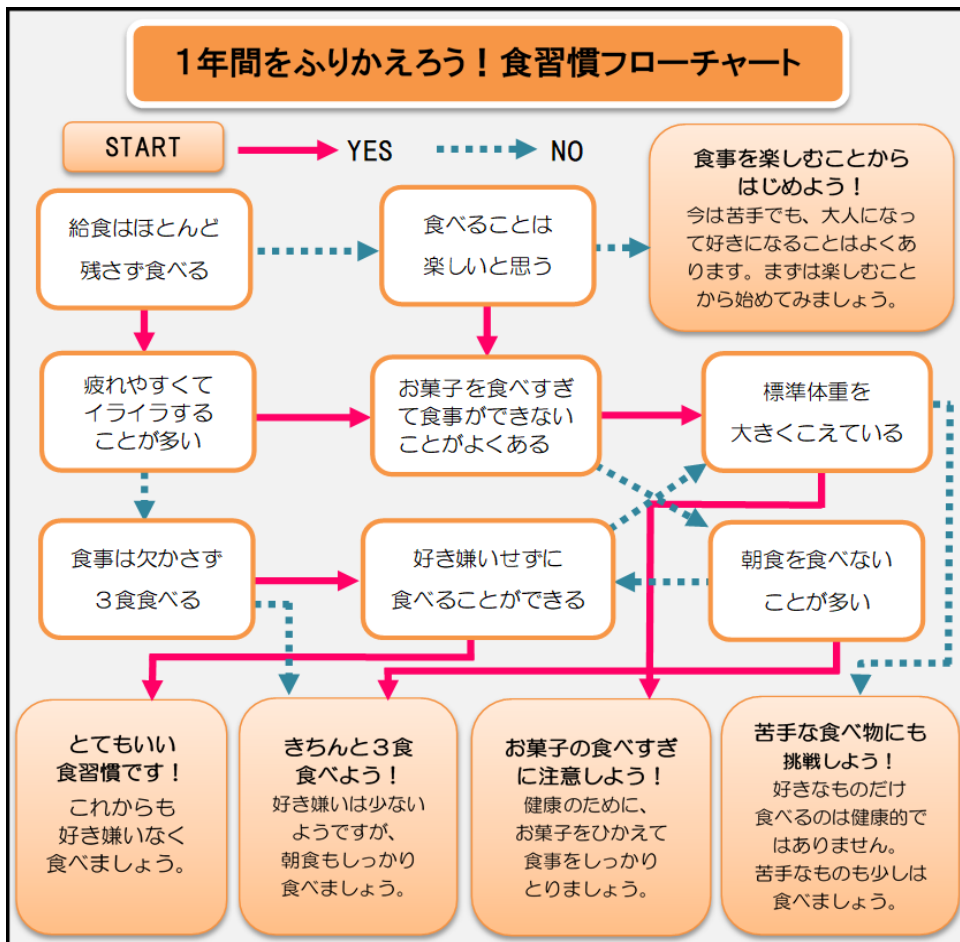 1年間をふりかえろう!食習慣フローチャート
START
YES
NO
食事を楽しむことから
はじめよう!
今は苦手でも、大人になっ
て好きになることはよくあ
ります。まずは楽しむこと
から始めてみましょう。
給食はほとんど
残さず食べる
食べることは
楽しいと思う
疲れやすくて
イライラする
ことが多い
お菓子を食べすぎ
て食事ができない
ことがよくある
標準体重を
大きくこえている
食事は欠かさず
3食食べる
好き嫌いせずに
食べることができる
朝食を食べない
ことが多い
とてもいい
食習慣です!
これからも
好き嫌いなく
食べましょう。
きちんと3食
食べよう!
好き嫌いは少ない
ようですが、
朝食もしっかり
食べましょう。
お菓子の食べすぎ
に注意しよう!
健康のために、
お菓子をひかえて
食事をしっかり
とりましょう。
苦手な食べ物にも
挑戦しよう!
好きなものだけ
食べるのは健康的で
はありません。
苦手なものも少しは
食べましょう。